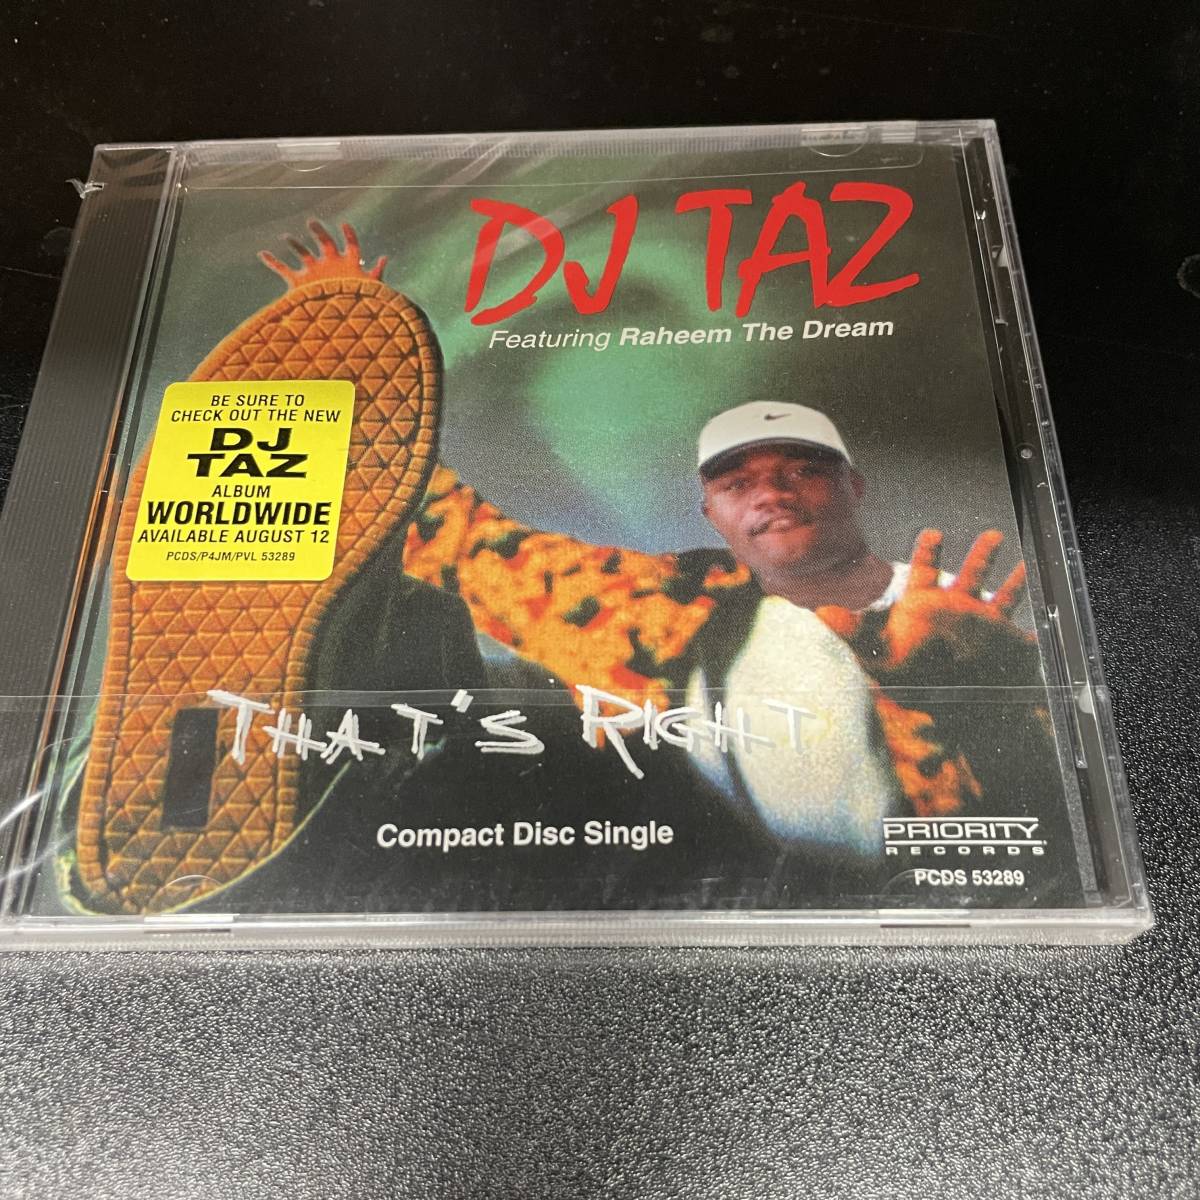 DJ TAZ
Featuring Raheem The Dream
BE SURE TO
CHECK OUT THE NEW
DJ
TAZ
ALBUM
WORLDWIDE
AVAILABLE AUGUST 12
PCDS/P4JM/PVL 53289
THAT'S RIGHT
Compact Disc Single
PRIORITY
RECORDS
PCDS 53289